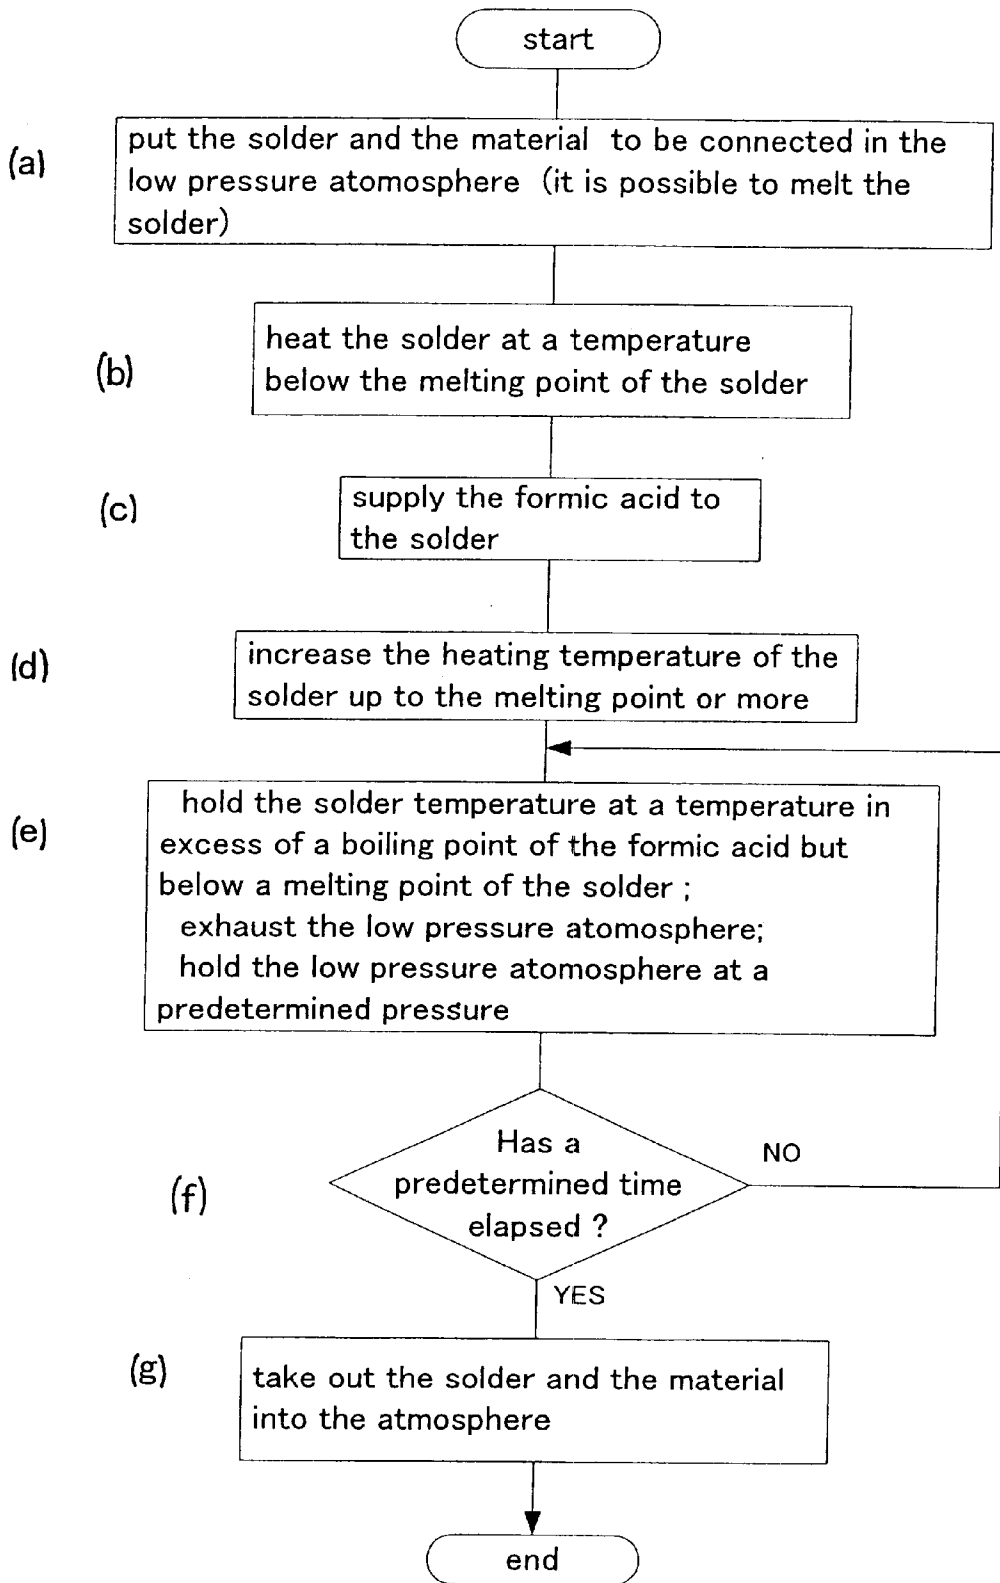 start
(a)
put the solder and the material to be connected in the
low pressure atomosphere (it is possible to melt the
solder)
(b)
heat the solder at a temperature
below the melting point of the solder
(c)
supply the formic acid to
the solder
(d)
increase the heating temperature of the
solder up to the melting point or more
(e)
hold the solder temperature at a temperature in
excess of a boiling point of the formic acid but
below a melting point of the solder ;
exhaust the low pressure atomosphere;
hold the low pressure atomosphere at a
predetermined pressure
(f)
Has a
predetermined time
elapsed ?
NO
YES
(g)
take out the solder and the material
into the atmosphere
end